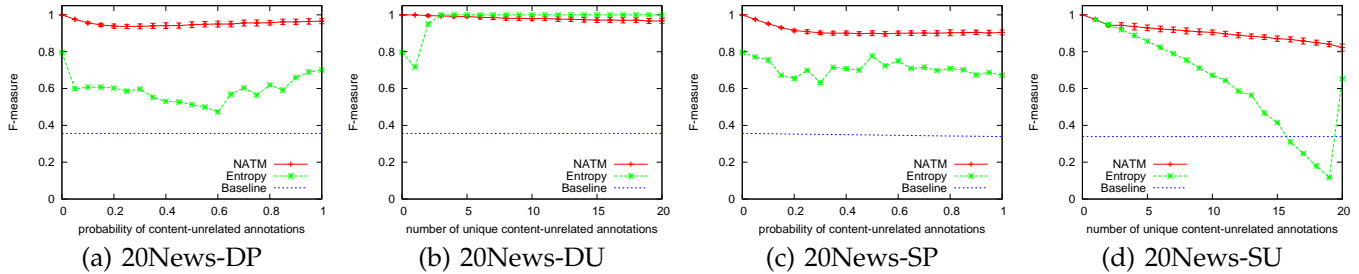 F-measure
1
0.8
0.6
0.4
0.2
0
NATM
Entropy
Baseline
0 0.2 0.4 0.6 0.8 1
probability of content-unrelated annotations
(a) 20News-DP
F-measure
1
0.8
0.6
0.4
0.2
0
NATM
Entropy
Baseline
0 5 10 15 20
number of unique content-unrelated annotations
(b) 20News-DU
F-measure
1
0.8
0.6
0.4
0.2
0
NATM
Entropy
Baseline
0 0.2 0.4 0.6 0.8 1
probability of content-unrelated annotations
(c) 20News-SP
F-measure
1
0.8
0.6
0.4
0.2
0
NATM
Entropy
Baseline
0 5 10 15 20
number of unique content-unrelated annotations
(d) 20News-SU